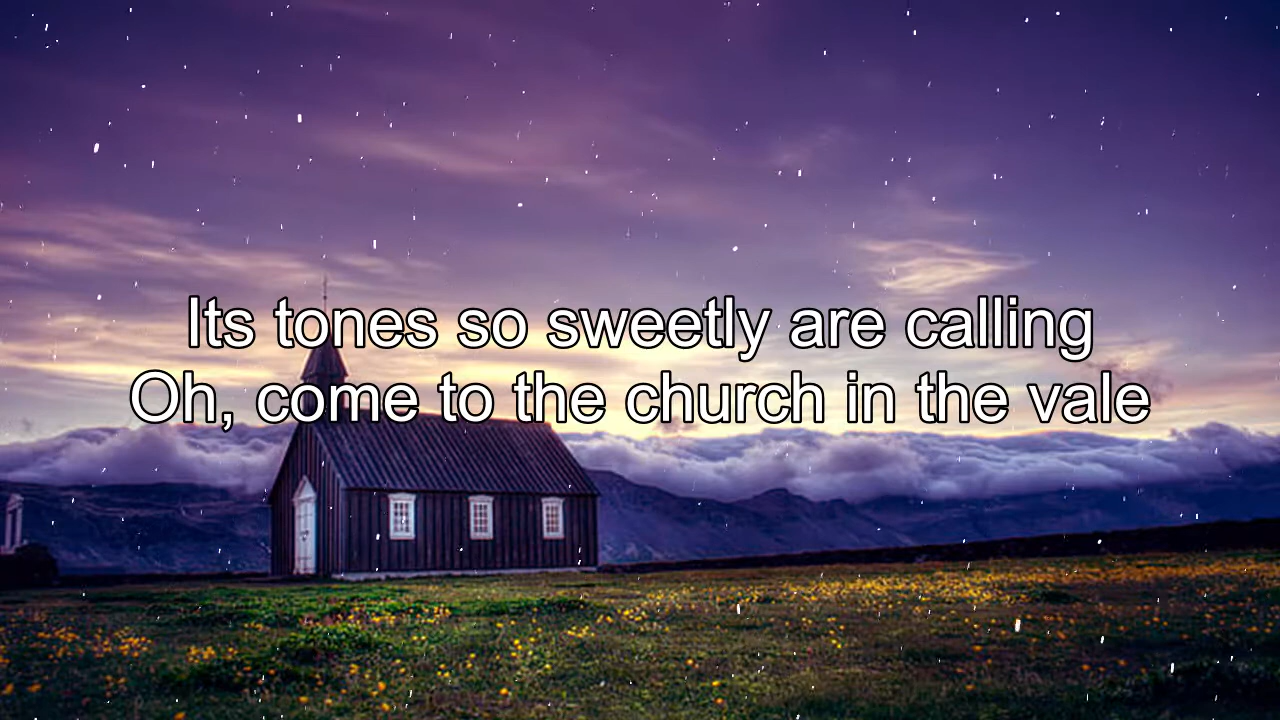 Its tones so sweetly are calling
Oh, come to the church in the vale